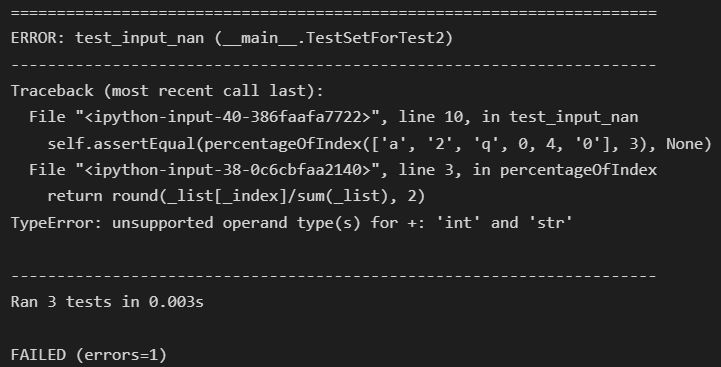 ======================================================================
ERROR: test_input_nan (__main__.TestSetForTest2)
----------------------------------------------------------------------
Traceback (most recent call last):
  File "<ipython-input-40-386faafa7722>", line 10, in test_input_nan
    self.assertEqual(percentageOfIndex(['a', '2', 'q', 0, 4, '0'], 3), None)
  File "<ipython-input-38-0c6cbfaa2140>", line 3, in percentageOfIndex
    return round(_list[_index]/sum(_list), 2)
TypeError: unsupported operand type(s) for +: 'int' and 'str'

----------------------------------------------------------------------
Ran 3 tests in 0.003s

FAILED (errors=1)